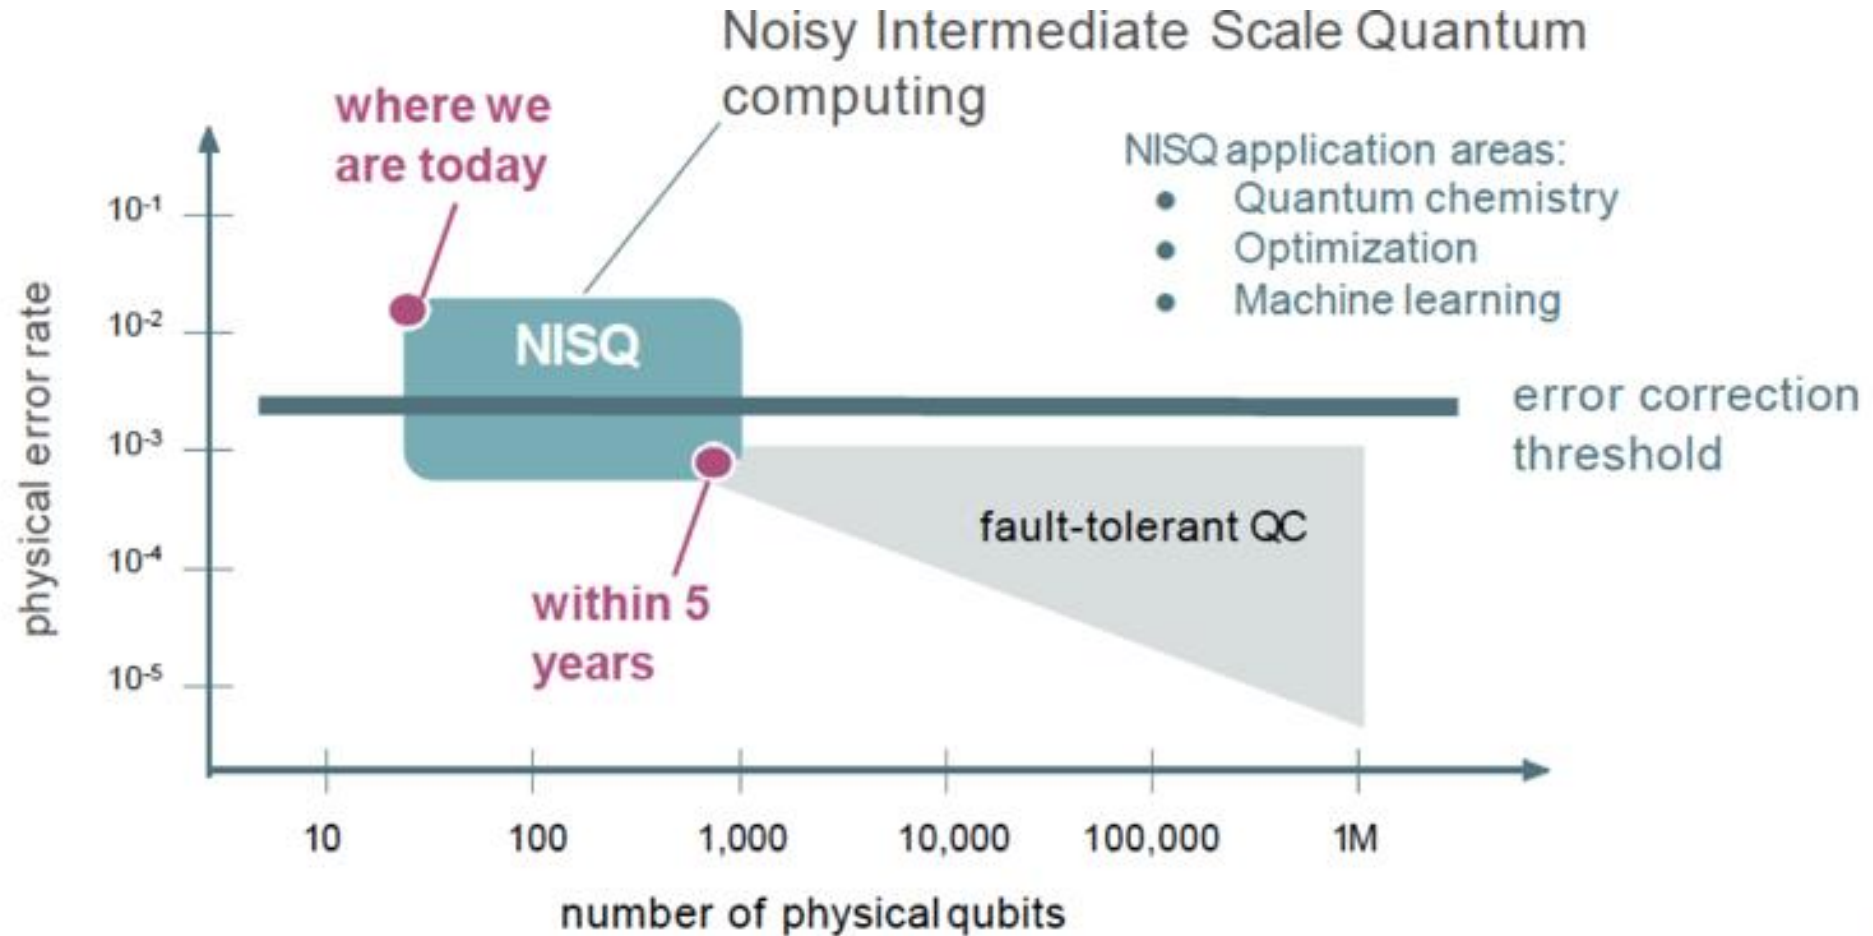 Noisy Intermediate Scale Quantum
computing
where we
are today
NISQ application areas:
● Quantum chemistry
● Optimization
● Machine learning
10⁻¹
10⁻²
10⁻³
10⁻⁴
10⁻⁵
physical error rate
NISQ
error correction
threshold
fault-tolerant QC
within 5
years
10 100 1,000 10,000 100,000 1M
number of physical qubits